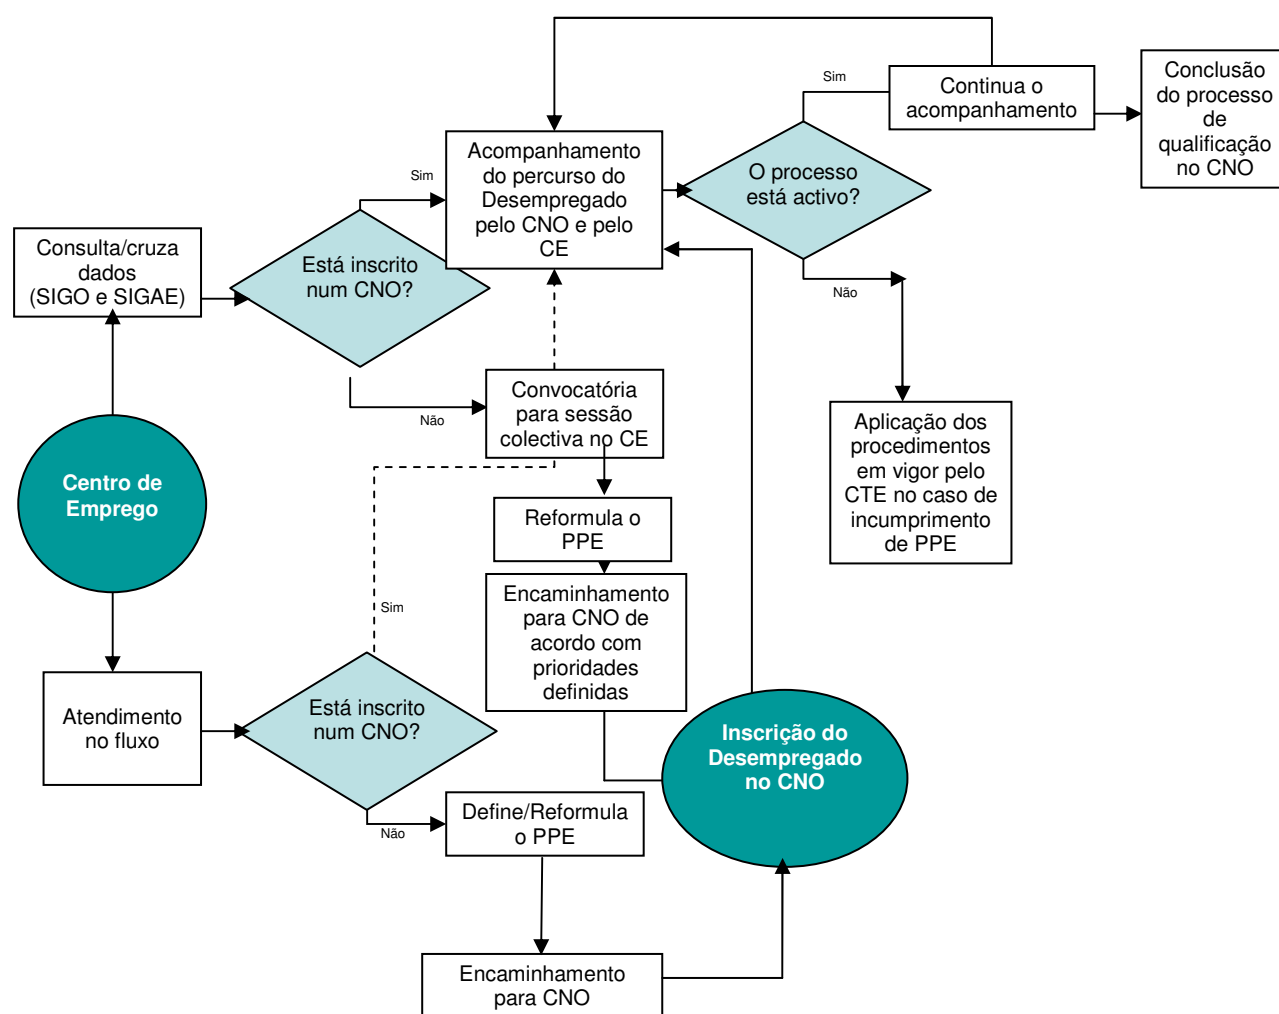 Sim
Continua o
acompanhamento
Conclusão
do processo
de
qualificação
no CNO
Acompanhamento
do percurso do
Desempregado
pelo CNO e pelo
CE
O processo
está activo?
Sim
Consulta/cruza
dados
(SIGO e SIGAE)
Está inscrito
num CNO?
Não
Não
Convocatória
para sessão
colectiva no CE
Aplicação dos
procedimentos
em vigor pelo
CTE no caso de
incumprimento
de PPE
Centro de
Emprego
Reformula o
PPE
Encaminhamento
para CNO de
acordo com
prioridades
definidas
Sim
Atendimento
no fluxo
Está inscrito
num CNO?
Inscrição do
Desempregado
no CNO
Não
Define/Reformula
o PPE
Encaminhamento
para CNO